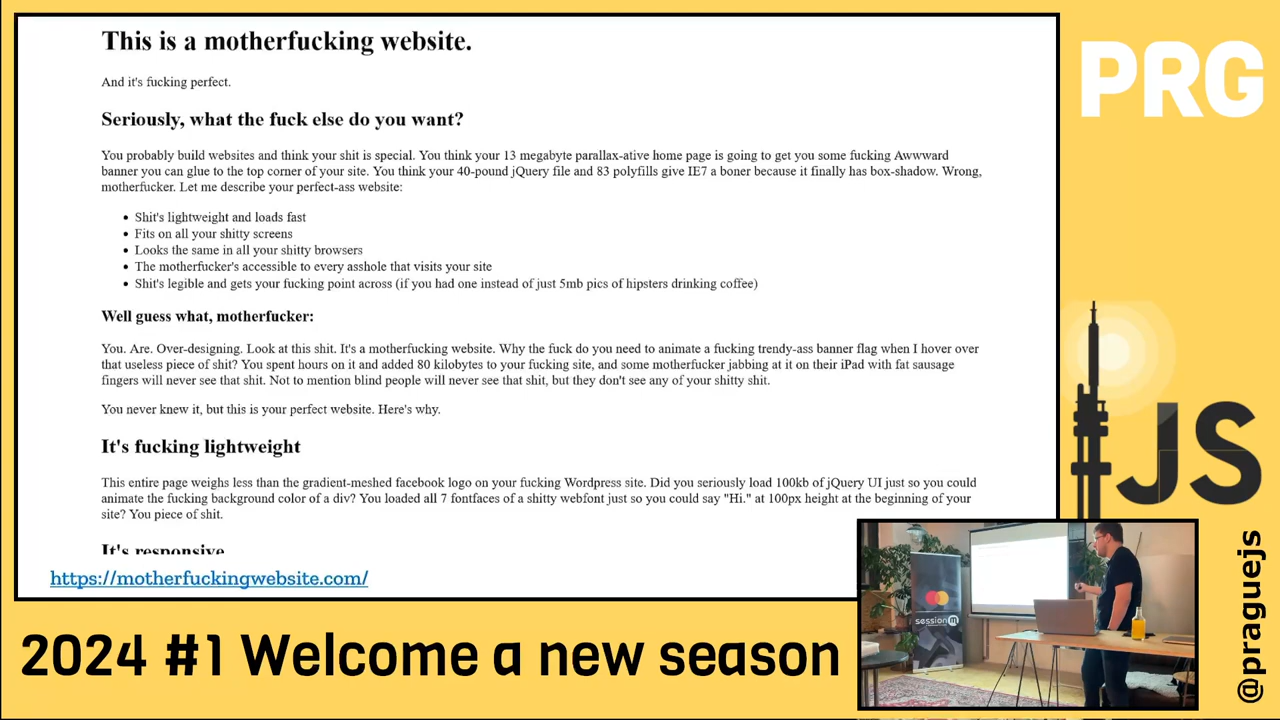 This is a motherfucking website.
And it's fucking perfect.
Seriously, what the fuck else do you want?
You probably build websites and think your shit is special. You think your 13 megabyte parallax-ative home page is going to get you some fucking Awwward
banner you can glue to the top corner of your site. You think your 40-pound jQuery file and 83 polyfills give IE7 a boner because it finally has box-shadow. Wrong,
motherfucker. Let me describe your perfect-ass website:
• Shit's lightweight and loads fast
• Fits on all your shitty screens
• Looks the same in all your shitty browsers
• The motherfucker's accessible to every asshole that visits your site
• Shit's legible and gets your fucking point across (if you had one instead of just 5mb pics of hipsters drinking coffee)
Well guess what, motherfucker:
You. Are. Over-designing. Look at this shit. It's a motherfucking website. Why the fuck do you need to animate a fucking trendy-ass banner flag when I hover over
that useless piece of shit? You spent hours on it and added 80 kilobytes to your fucking site, and some motherfucker jabbing at it on their iPad with fat sausage
fingers will never see that shit. Not to mention blind people will never see that shit, but they don't see any of your shitty shit.
You never knew it, but this is your perfect website. Here's why.
It's fucking lightweight
This entire page weighs less than the gradient-meshed facebook logo on your fucking Wordpress site. Did you seriously load 100kb of jQuery UI just so you could
animate the fucking background color of a div? You loaded all 7 fontfaces of a shitty webfont just so you could say "Hi." at 100px height at the beginning of your
site? You piece of shit.
It's responsive
https://motherfuckingwebsite.com/
PRG
JS
@praguejs
session m
2024 #1 Welcome a new season